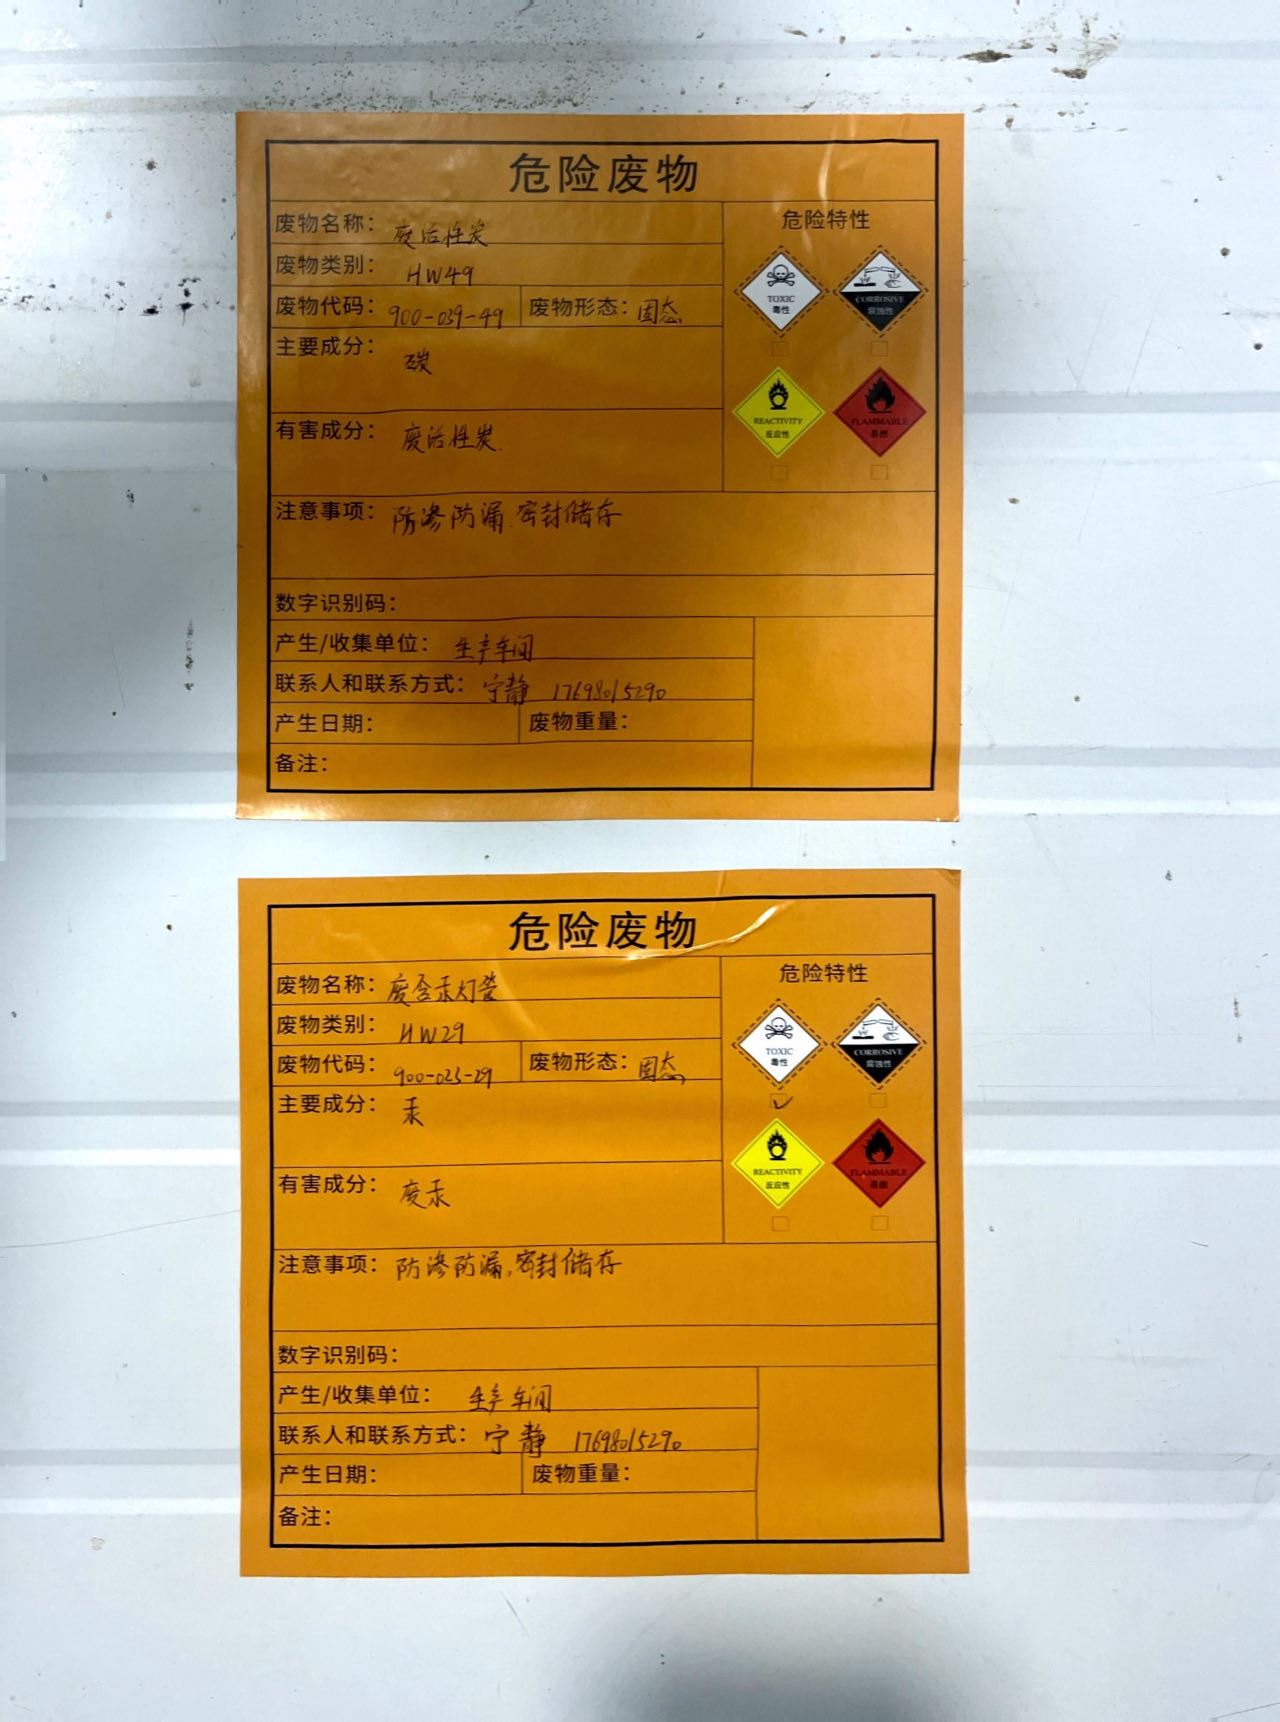 危险废物
废物名称： 废活性炭
危险特性
废物类别： HW49
废物代码： 900-039-49 废物形态：固态
TOXIC
毒性
CORROSIVE
腐蚀性
主要成分： 碳
REACTIVITY
反应性
FLAMMABLE
易燃
有害成分： 废活性炭
注意事项： 防渗防漏.密封储存
数字识别码：
产生/收集单位： 生产车间
联系人和联系方式： 宁静 17698015290
产生日期： 废物重量：
备注：
危险废物
废物名称： 废含汞灯管
危险特性
废物类别： HW29
废物代码： 900-023-29 废物形态：固态
TOXIC
毒性
CORROSIVE
腐蚀性
主要成分： 汞
REACTIVITY
反应性
FLAMMABLE
易燃
有害成分： 废汞
注意事项： 防渗防漏,密封储存
数字识别码：
产生/收集单位： 生产车间
联系人和联系方式： 宁静 17698015290
产生日期： 废物重量：
备注：